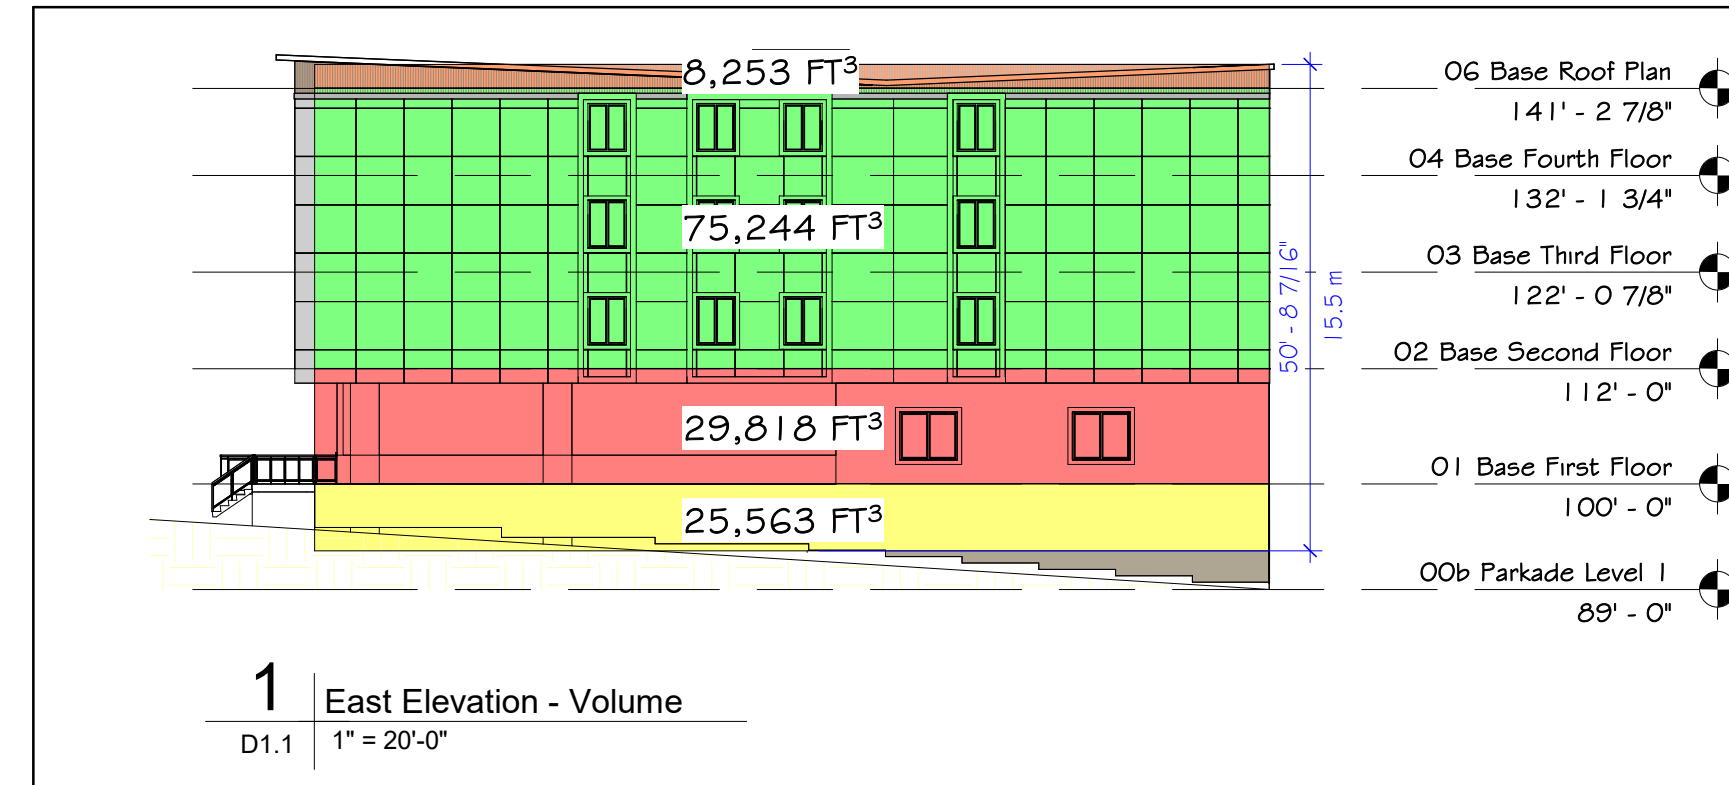 8,253 FT³
75,244 FT³
29,818 FT³
25,563 FT³
50' - 8 7/16"
15.5 m
06 Base Roof Plan
141' - 2 7/8"
04 Base Fourth Floor
132' - 1 3/4"
03 Base Third Floor
122' - 0 7/8"
02 Base Second Floor
112' - 0"
01 Base First Floor
100' - 0"
00b Parkade Level 1
89' - 0"
1
East Elevation - Volume
D1.1
1" = 20'-0"